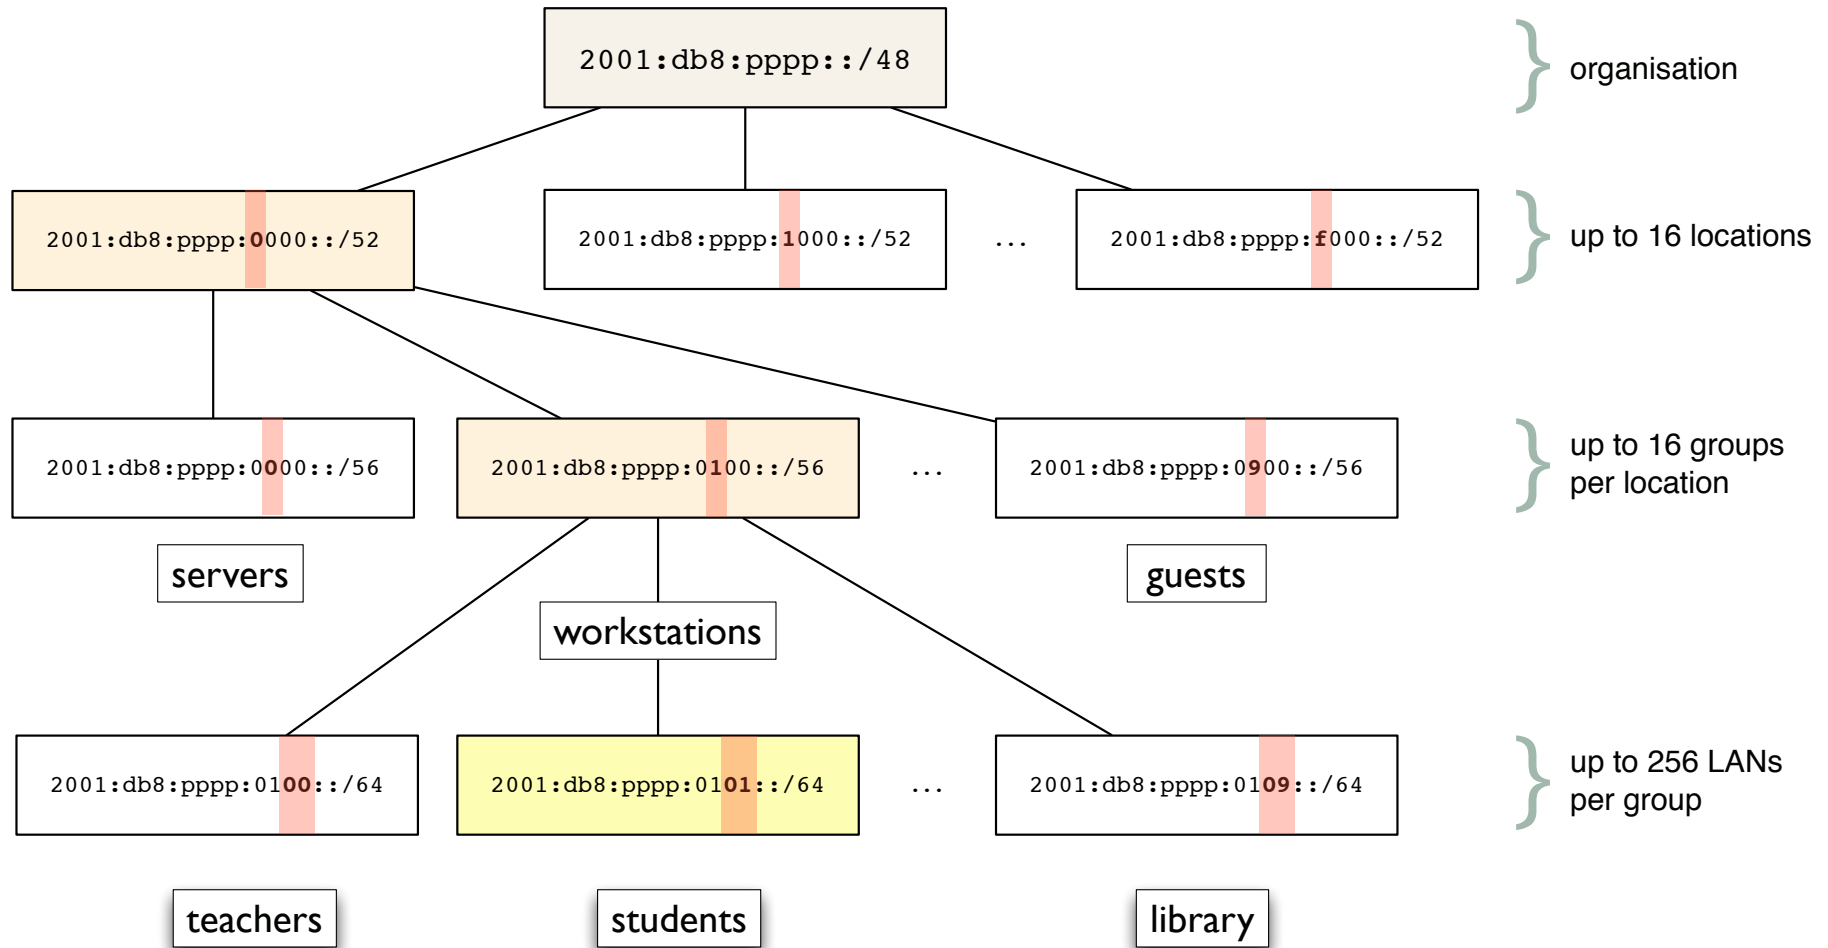 2001:db8:pppp::/48
organisation
2001:db8:pppp:0000::/52
2001:db8:pppp:1000::/52
...
2001:db8:pppp:f000::/52
up to 16 locations
2001:db8:pppp:0000::/56
2001:db8:pppp:0100::/56
...
2001:db8:pppp:0900::/56
up to 16 groups
per location
servers
guests
workstations
2001:db8:pppp:0100::/64
2001:db8:pppp:0101::/64
...
2001:db8:pppp:0109::/64
up to 256 LANs
per group
teachers
students
library